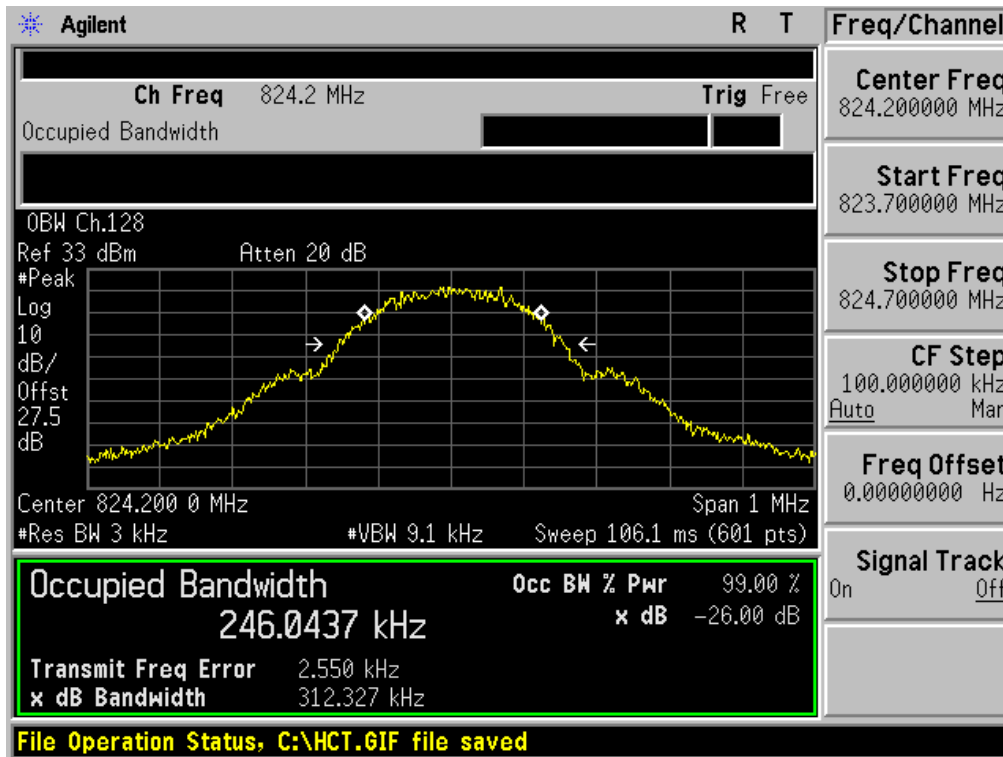 Agilent R T Freq/Channel
Ch Freq 824.2 MHz Trig Free
Occupied Bandwidth
Center Freq
824.200000 MHz
Start Freq
823.700000 MHz
Stop Freq
824.700000 MHz
CF Step
100.000000 kHz
Auto Man
Freq Offset
0.00000000 Hz
Signal Track
On Off
OBW Ch.128
Ref 33 dBm Atten 20 dB
#Peak
Log
10
dB/
Offst
27.5
dB
Center 824.200 0 MHz Span 1 MHz
#Res BW 3 kHz #VBW 9.1 kHz Sweep 106.1 ms (601 pts)
Occupied Bandwidth Occ BW % Pwr 99.00 %
246.0437 kHz x dB -26.00 dB
Transmit Freq Error 2.550 kHz
x dB Bandwidth 312.327 kHz
File Operation Status, C:\HCT.GIF file saved